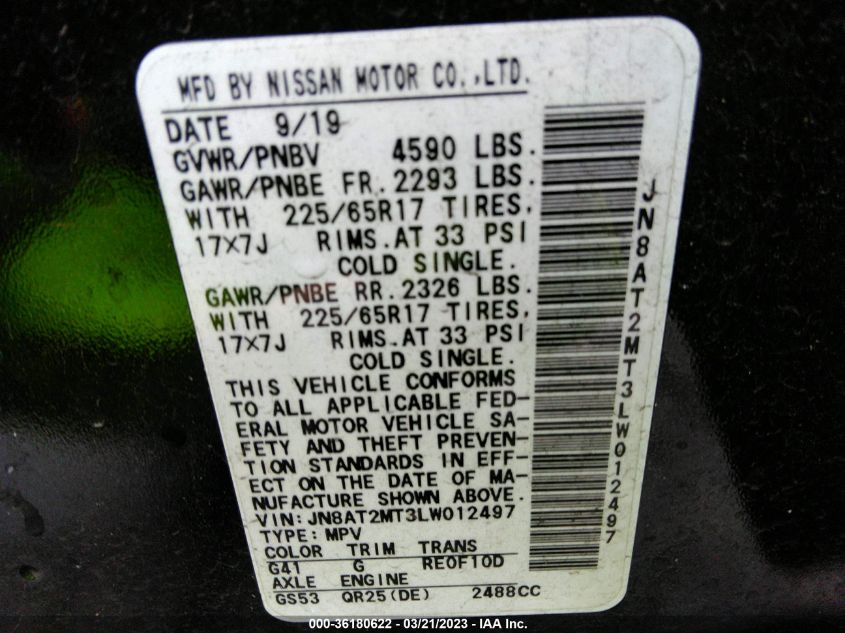 MFD BY NISSAN MOTOR CO.,LTD.
DATE 9/19
GVWR/PNBV 4590 LBS.
GAWR/PNBE FR.2293 LBS.
WITH 225/65R17 TIRES,
17X7J RIMS.AT 33 PSI
COLD SINGLE.
GAWR/PNBE RR.2326 LBS.
WITH 225/65R17 TIRES,
17X7J RIMS.AT 33 PSI
COLD SINGLE.
THIS VEHICLE CONFORMS
TO ALL APPLICABLE FED-
ERAL MOTOR VEHICLE SA-
FETY AND THEFT PREVEN-
TION STANDARDS IN EFF-
ECT ON THE DATE OF MA-
NUFACTURE SHOWN ABOVE.
VIN:JN8AT2MT3LW012497
TYPE:MPV
COLOR TRIM TRANS
G41 G RE0F10D
AXLE ENGINE
GS53 QR25(DE) 2488CC
JN8AT2MT3LW012497
000-36180622 - 03/21/2023 - IAA Inc.